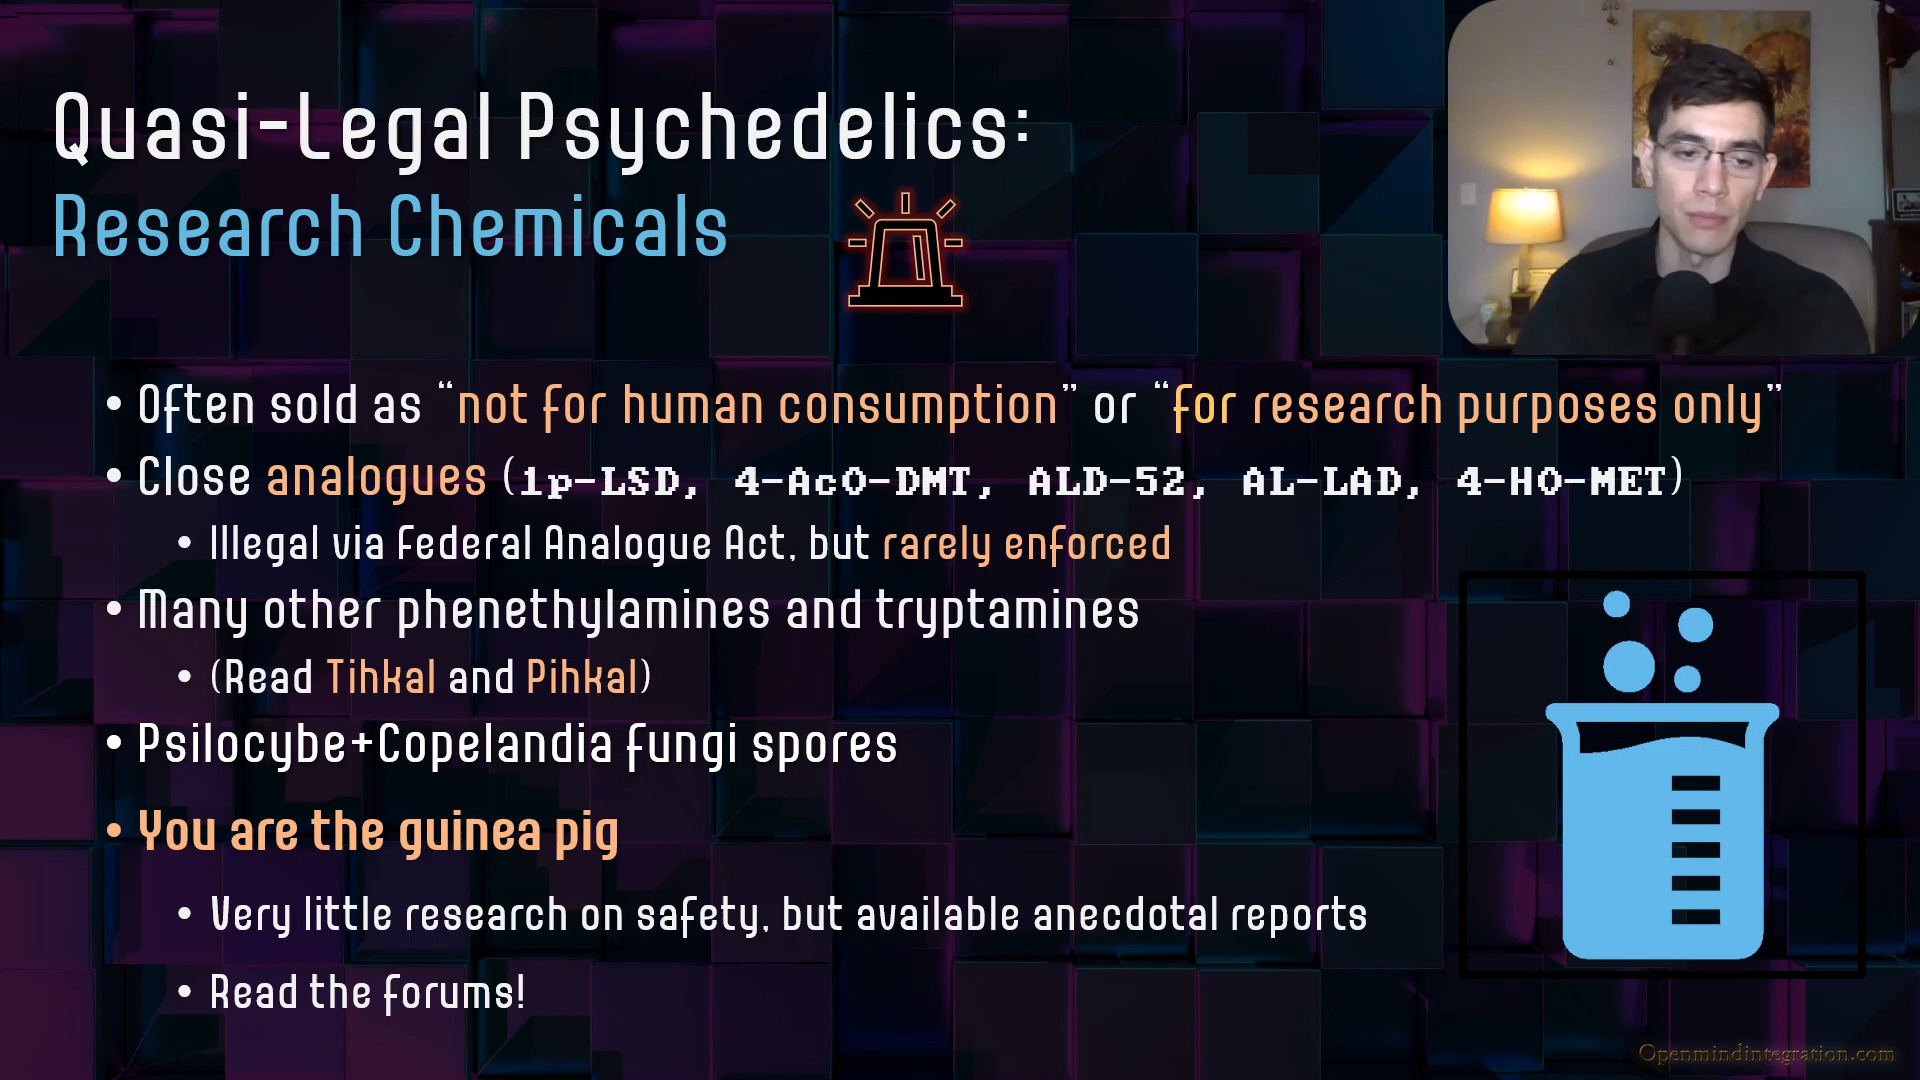 Quasi-Legal Psychedelics:
Research Chemicals
• Often sold as “not for human consumption” or “for research purposes only”
• Close analogues (1p-LSD, 4-AcO-DMT, ALD-52, AL-LAD, 4-HO-MET)
• Illegal via Federal Analogue Act, but rarely enforced
• Many other phenethylamines and tryptamines
• (Read Tihkal and Pihkal)
• Psilocybe+Copelandia fungi spores
• You are the guinea pig
• Very little research on safety, but available anecdotal reports
• Read the forums!
Openmindintegration.com